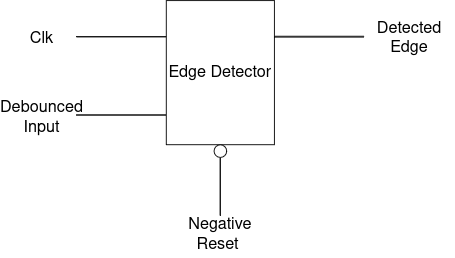 Clk
Detected
Edge
Edge Detector
Debounced
Input
Negative
Reset